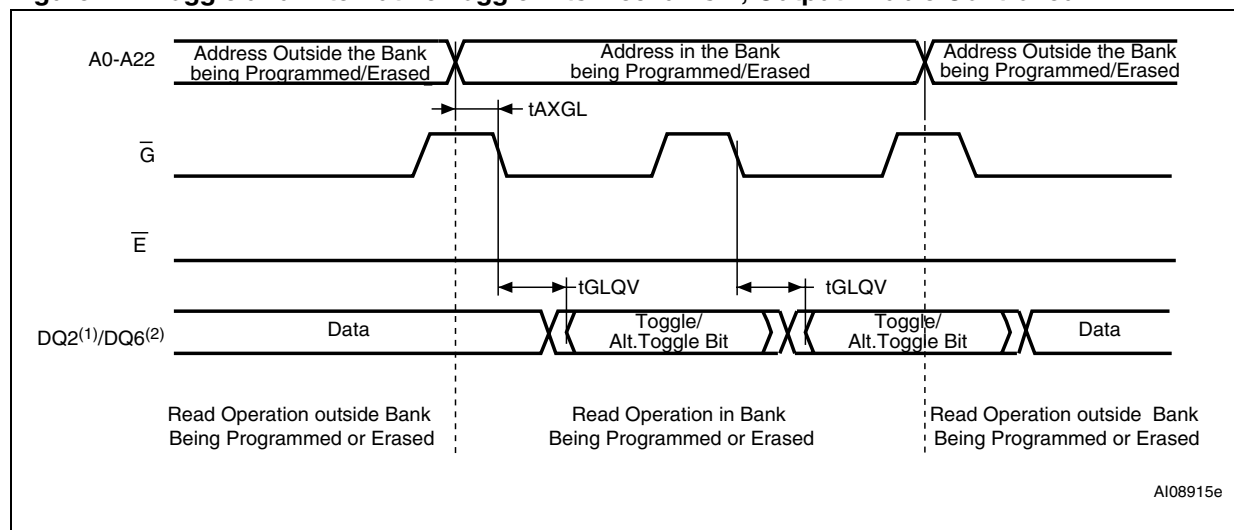 A0-A22
Address Outside the Bank
being Programmed/Erased
Address in the Bank
being Programmed/Erased
Address Outside the Bank
being Programmed/Erased
tAXGL
G
E
tGLQV
tGLQV
DQ2(1)/DQ6(2)
Data
Toggle/
Alt.Toggle Bit
Toggle/
Alt.Toggle Bit
Data
Read Operation outside Bank
Being Programmed or Erased
Read Operation in Bank
Being Programmed or Erased
Read Operation outside Bank
Being Programmed or Erased
AI08915e